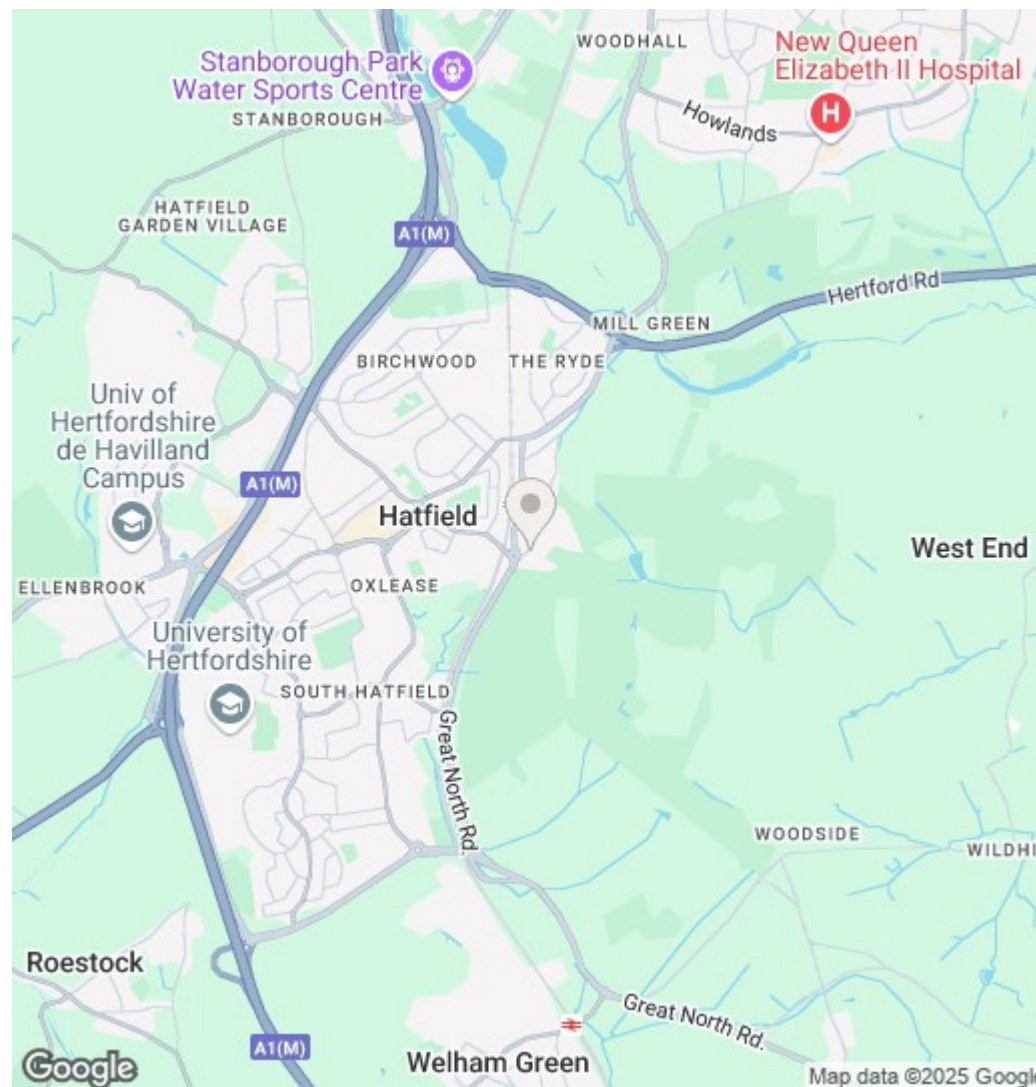 WOODHALL
New Queen
Elizabeth II Hospital
H
Stanborough Park
Water Sports Centre
STANBOROUGH
Howlands
HATFIELD
GARDEN VILLAGE
A1(M)
Hertford Rd
MILL GREEN
BIRCHWOOD
THE RYDE
Univ of
Hertfordshire
de Havilland
Campus
A1(M)
Hatfield
West End
ELLENBROOK
OXLEASE
University of
Hertfordshire
SOUTH HATFIELD
Great North Rd.
WOODSIDE
WILDHI
Roestock
Great North Rd.
A1(M)
Welham Green
Google
Map data ©2025 Google